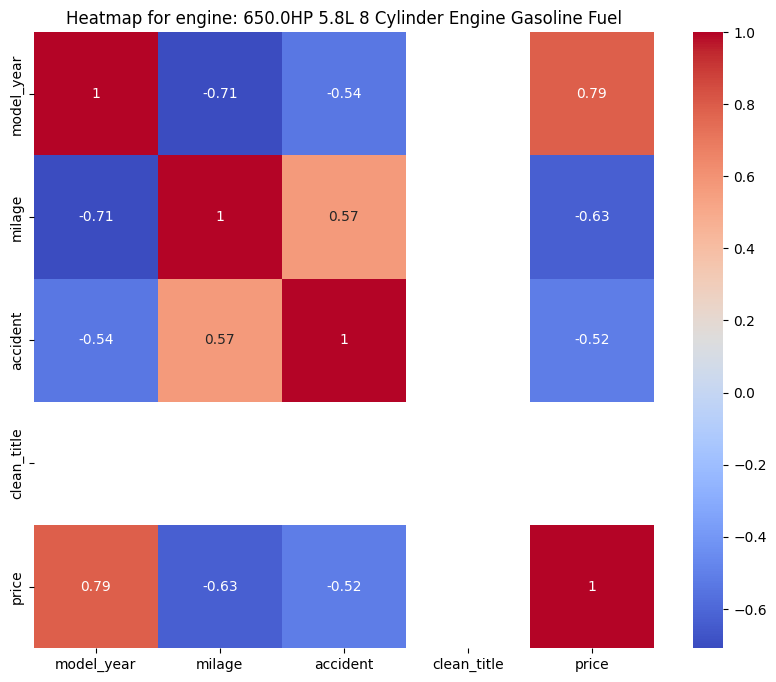 Heatmap for engine: 650.0HP 5.8L 8 Cylinder Engine Gasoline Fuel
model_year
1
-0.71
-0.54
0.79
milage
-0.71
1
0.57
-0.63
accident
-0.54
0.57
1
-0.52
clean_title
price
0.79
-0.63
-0.52
1
model_year
milage
accident
clean_title
price
1.0
0.8
0.6
0.4
0.2
0.0
−0.2
−0.4
−0.6